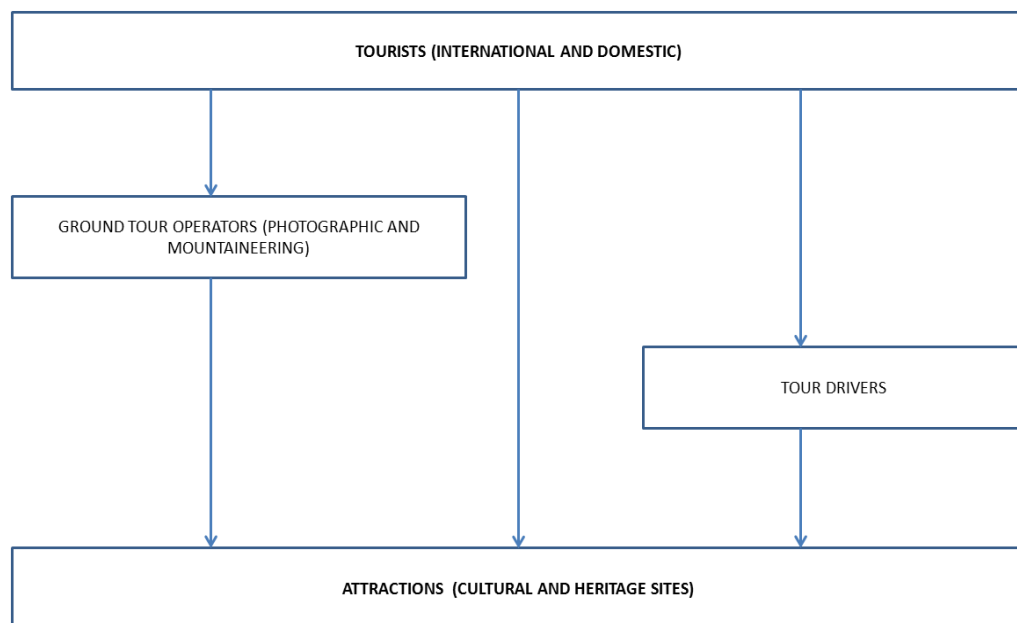 TOURISTS (INTERNATIONAL AND DOMESTIC)
GROUND TOUR OPERATORS (PHOTOGRAPHIC AND
MOUNTAINEERING)
TOUR DRIVERS
ATTRACTIONS  (CULTURAL AND HERITAGE SITES)